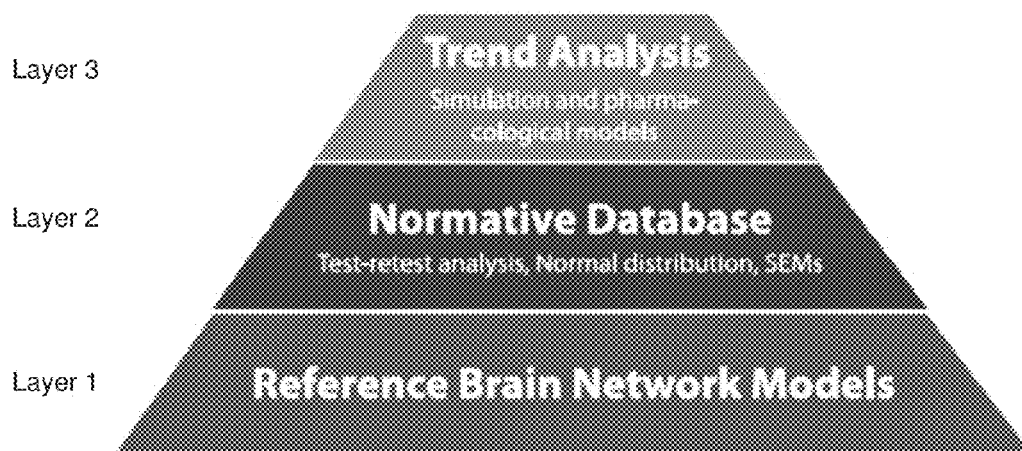 Layer 3
Trend Analysis
Simulation and pharma-
cological models
Layer 2
Normative Database
Test-retest analysis, Normal distribution, SEMs
Layer 1
Reference Brain Network Models